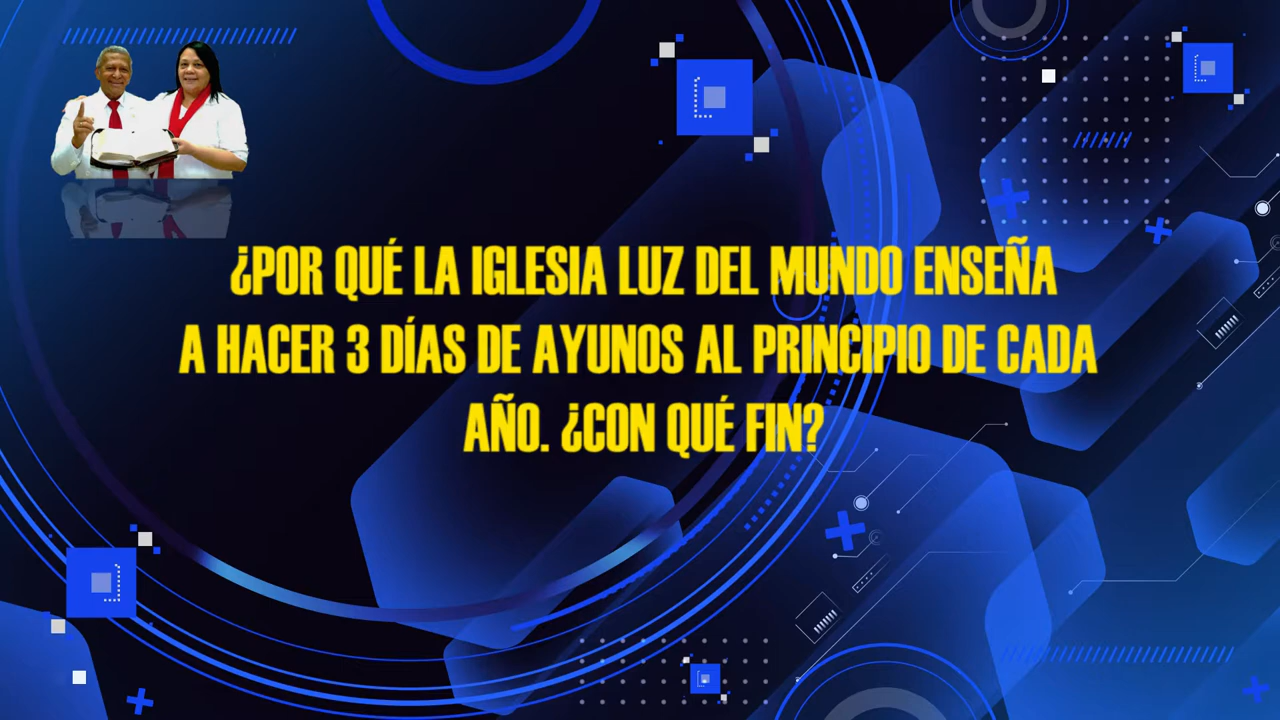 ¿POR QUÉ LA IGLESIA LUZ DEL MUNDO ENSEÑA
A HACER 3 DÍAS DE AYUNOS AL PRINCIPIO DE CADA
AÑO. ¿CON QUÉ FIN?